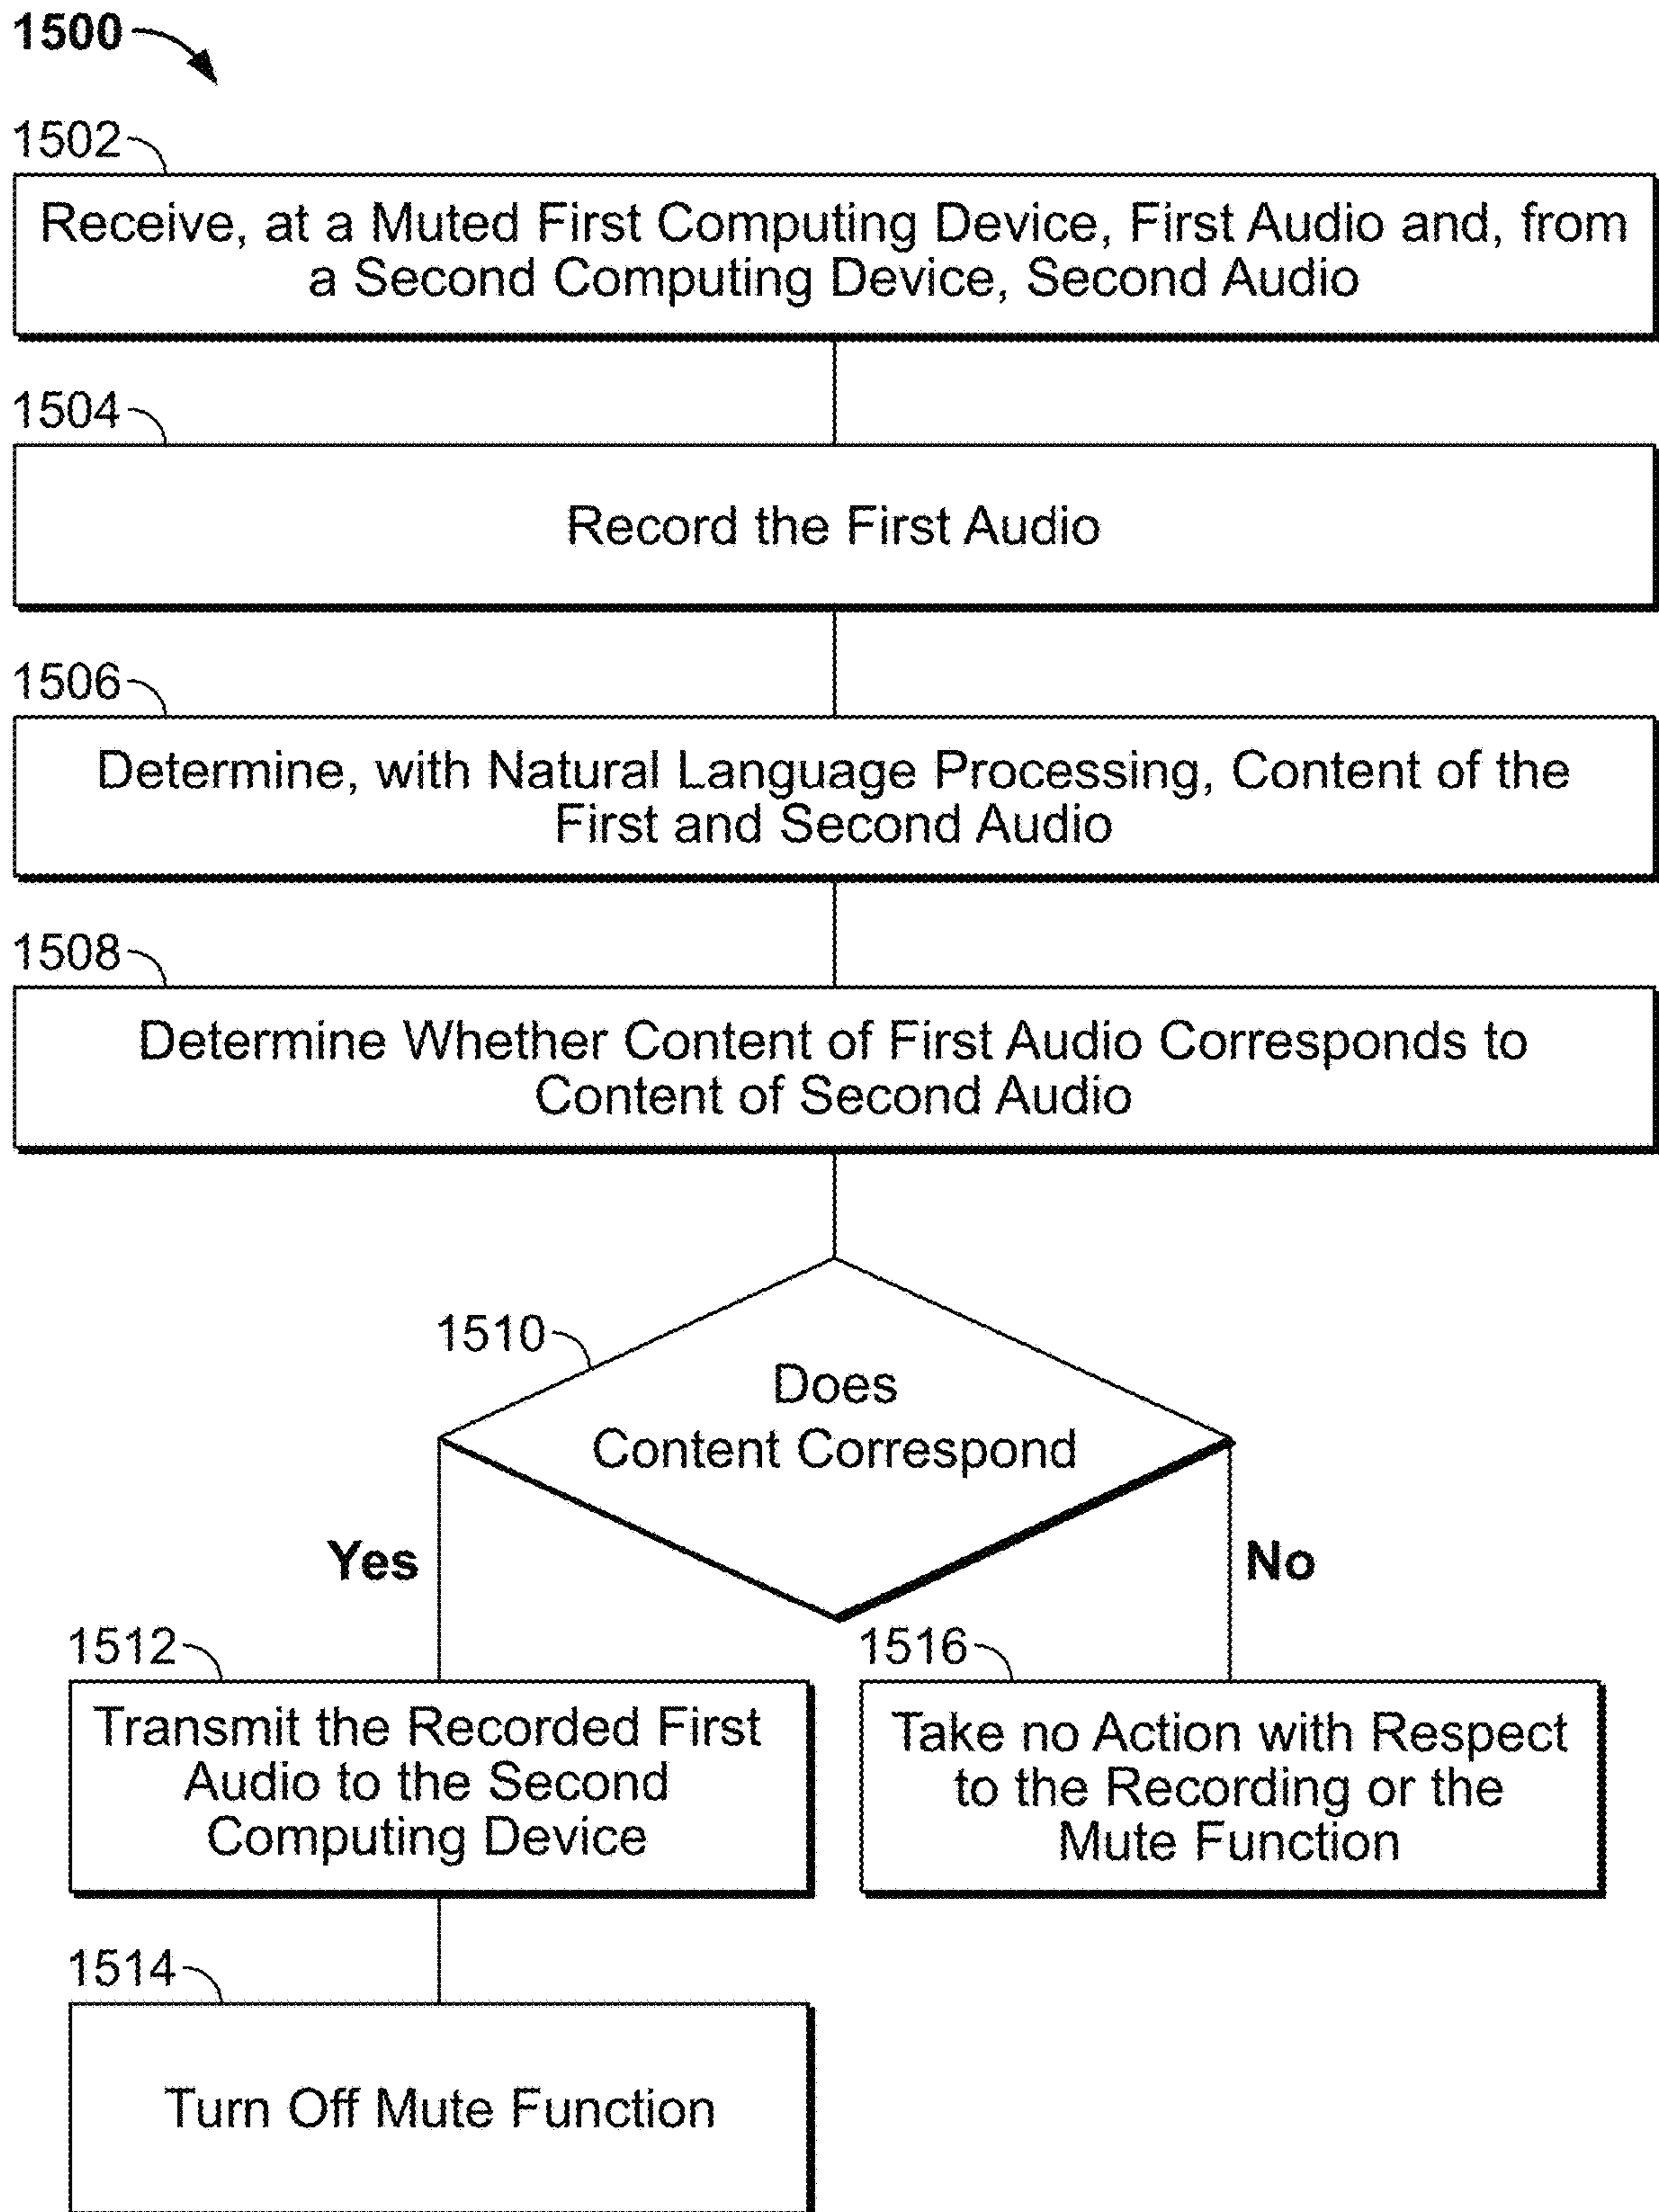 1500
1502
Receive, at a Muted First Computing Device, First Audio and, from
a Second Computing Device, Second Audio
1504
Record the First Audio
1506
Determine, with Natural Language Processing, Content of the
First and Second Audio
1508
Determine Whether Content of First Audio Corresponds to
Content of Second Audio
1510
Does
Content Correspond
Yes
No
1512
Transmit the Recorded First
Audio to the Second
Computing Device
1516
Take no Action with Respect
to the Recording or the
Mute Function
1514
Turn Off Mute Function